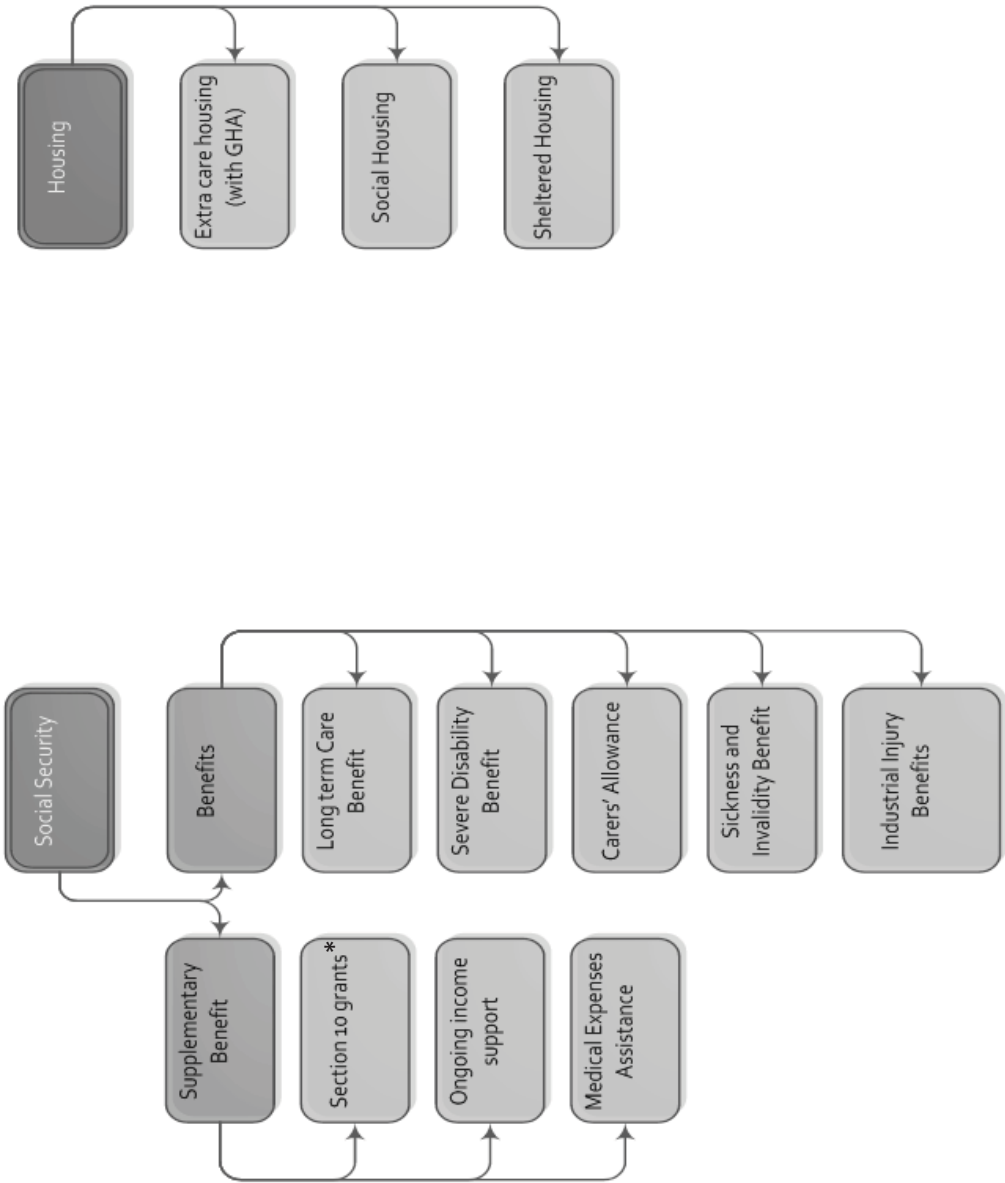 Social Security
Supplementary
Benefit
Section 10 grants*
Ongoing income
support
Medical Expenses
Assistance
Benefits
Long term Care
Benefit
Severe Disability
Benefit
Carers’ Allowance
Sickness and
Invalidity Benefit
Industrial Injury
Benefits
Housing
Extra care housing
(with GHA)
Social Housing
Sheltered Housing